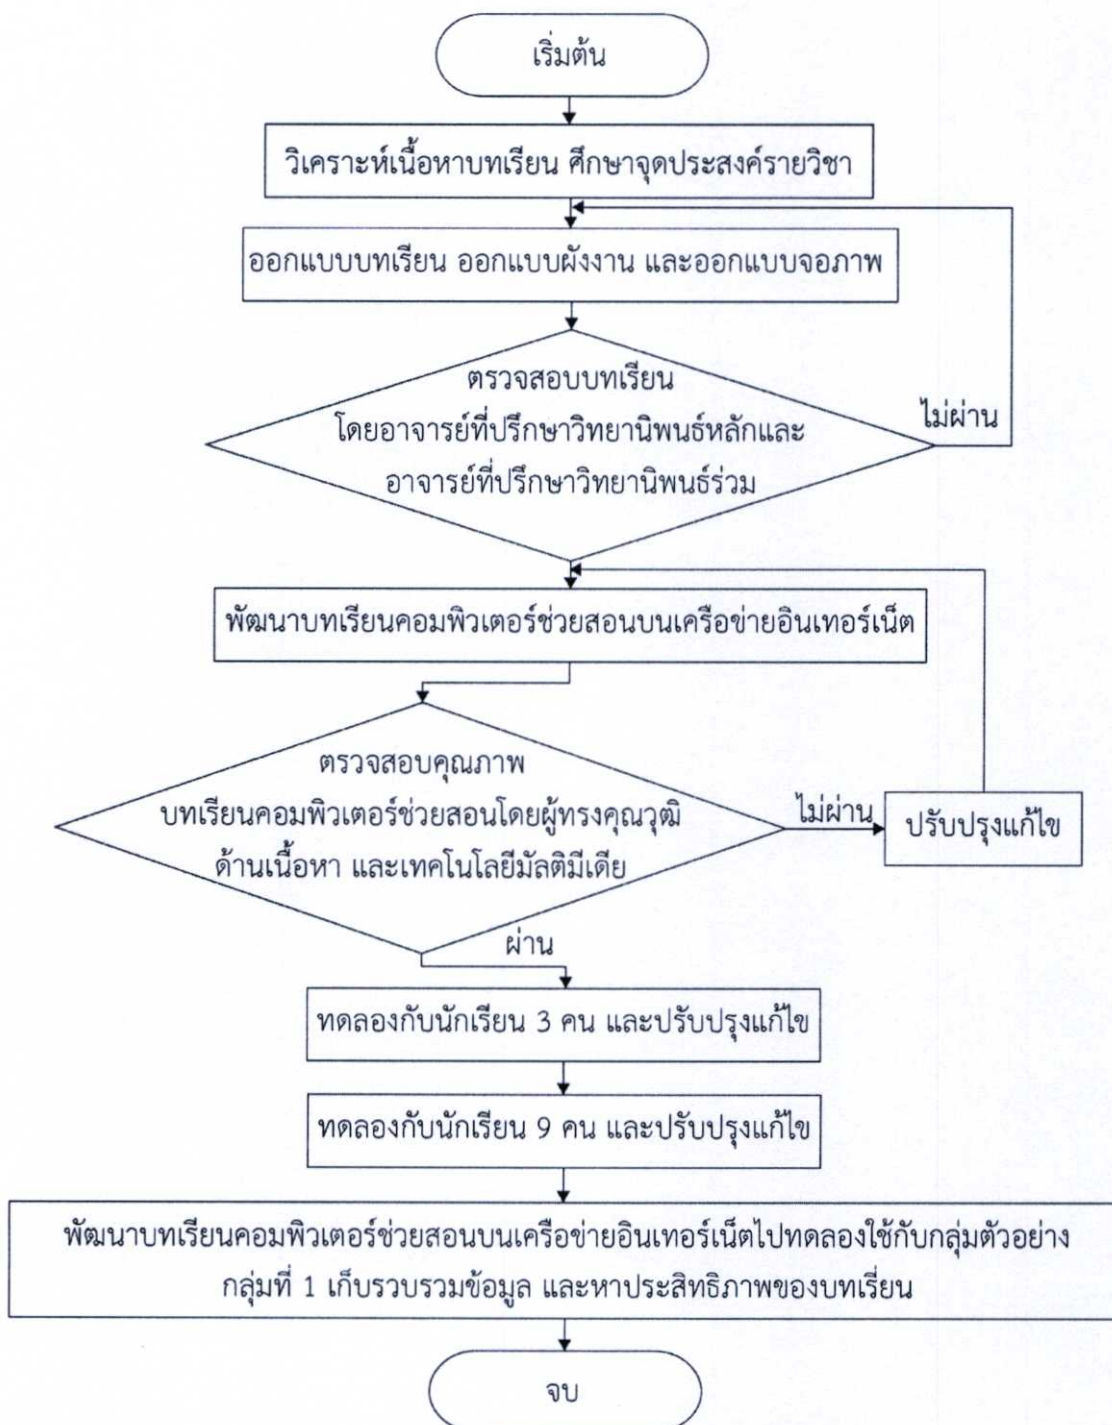 เริ่มต้น
วิเคราะห์เนื้อหาบทเรียน ศึกษาจุดประสงค์รายวิชา
ออกแบบบทเรียน ออกแบบผังงาน และออกแบบจอภาพ
ตรวจสอบบทเรียน
โดยอาจารย์ที่ปรึกษาวิทยานิพนธ์หลักและ
อาจารย์ที่ปรึกษาวิทยานิพนธ์ร่วม
ไม่ผ่าน
พัฒนาบทเรียนคอมพิวเตอร์ช่วยสอนบนเครือข่ายอินเทอร์เน็ต
ตรวจสอบคุณภาพ
บทเรียนคอมพิวเตอร์ช่วยสอนโดยผู้ทรงคุณวุฒิ
ด้านเนื้อหา และเทคโนโลยีมัลติมีเดีย
ไม่ผ่าน
ปรับปรุงแก้ไข
ผ่าน
ทดลองกับนักเรียน 3 คน และปรับปรุงแก้ไข
ทดลองกับนักเรียน 9 คน และปรับปรุงแก้ไข
พัฒนาบทเรียนคอมพิวเตอร์ช่วยสอนบนเครือข่ายอินเทอร์เน็ตไปทดลองใช้กับกลุ่มตัวอย่าง
กลุ่มที่ 1 เก็บรวบรวมข้อมูล และหาประสิทธิภาพของบทเรี่ยน
จบ